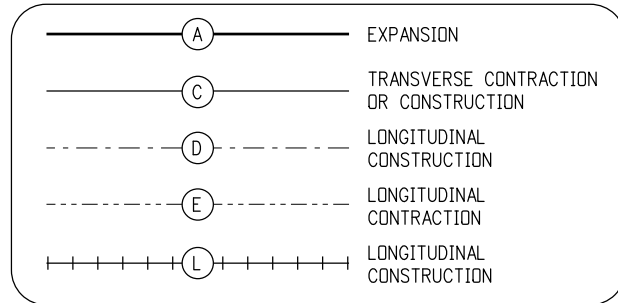 A EXPANSION
C TRANSVERSE CONTRACTION
OR CONSTRUCTION
D LONGITUDINAL
CONSTRUCTION
E LONGITUDINAL
CONTRACTION
L LONGITUDINAL
CONSTRUCTION